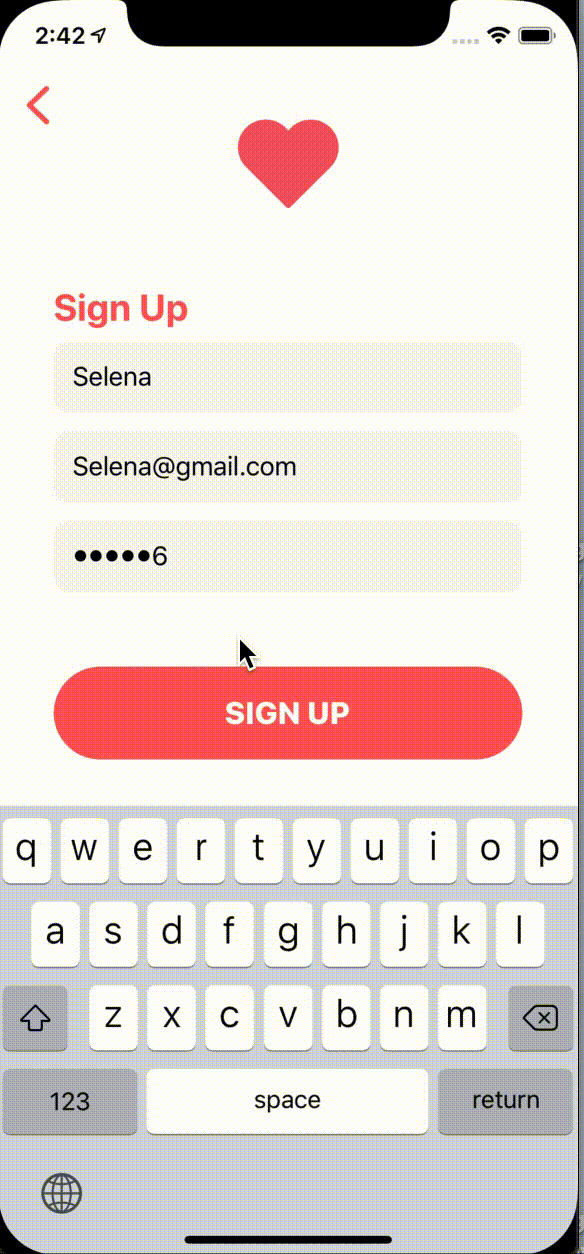 2:42
Sign Up
Selena
Selena@gmail.com
•••••6
SIGN UP
q w e r t y u i o p
a s d f g h j k l
z x c v b n m
123 space return